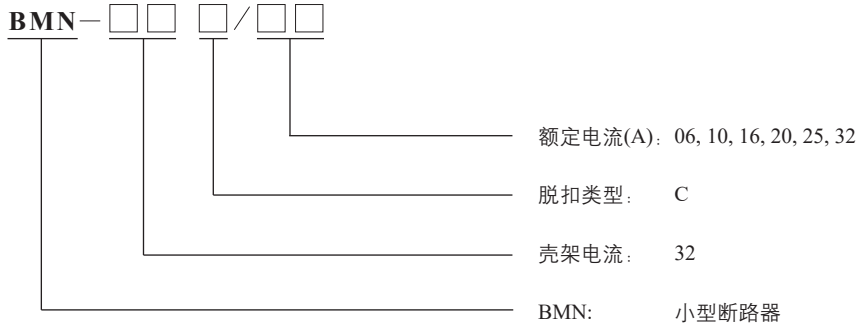 BMN-□□ □/□□
额定电流(A)：06, 10, 16, 20, 25, 32
脱扣类型： C
壳架电流： 32
BMN: 小型断路器